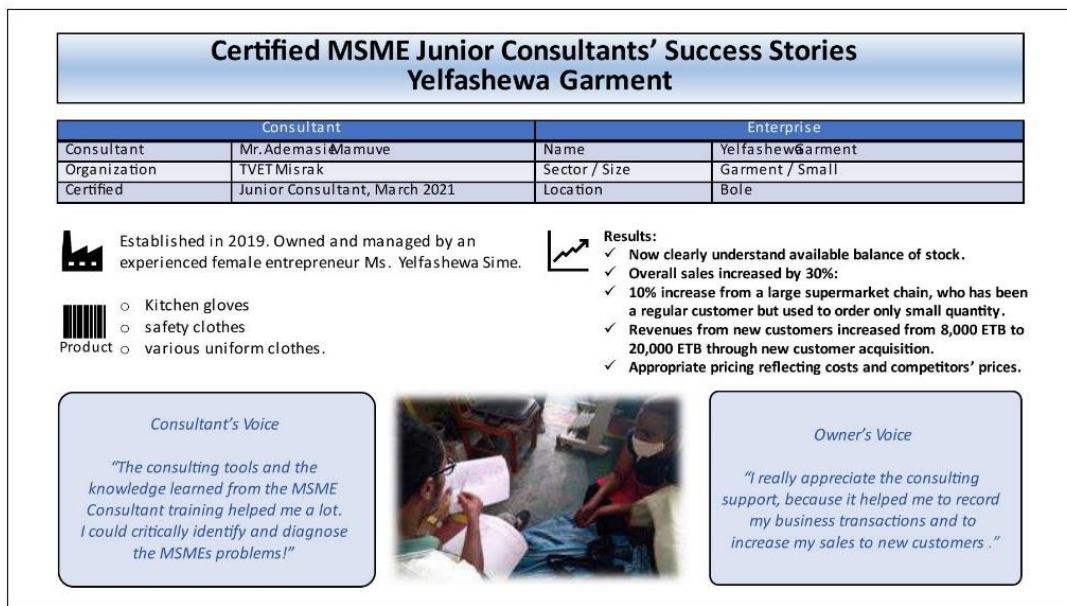 Certified MSME Junior Consultants' Success Stories
Yelfashewa Garment
Consultant Enterprise
Consultant Mr. Ademasie Mamuye Name Yelfashewa Garment
Organization TVET Misrak Sector / Size Garment / Small
Certified Junior Consultant, March 2021 Location Bole
Established in 2019. Owned and managed by an
experienced female entrepreneur Ms. Yelfashewa Sime.
Product
○ Kitchen gloves
○ safety clothes
○ various uniform clothes.
Results:
✓ Now clearly understand available balance of stock.
✓ Overall sales increased by 30%:
✓ 10% increase from a large supermarket chain, who has been
a regular customer but used to order only small quantity.
✓ Revenues from new customers increased from 8,000 ETB to
20,000 ETB through new customer acquisition.
✓ Appropriate pricing reflecting costs and competitors' prices.
Consultant's Voice
"The consulting tools and the
knowledge learned from the MSME
Consultant training helped me a lot.
I could critically identify and diagnose
the MSMEs problems!"
Owner's Voice
"I really appreciate the consulting
support, because it helped me to record
my business transactions and to
increase my sales to new customers ."